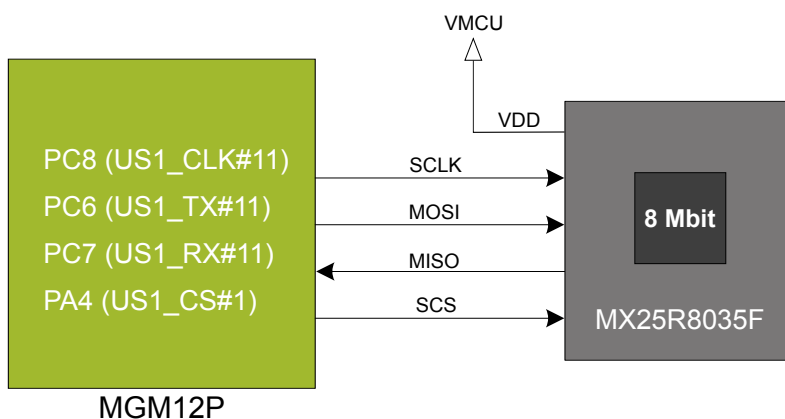 VMCU
VDD
PC8 (US1_CLK#11)
SCLK
PC6 (US1_TX#11)
MOSI
8 Mbit
PC7 (US1_RX#11)
MISO
PA4 (US1_CS#1)
SCS
MX25R8035F
MGM12P